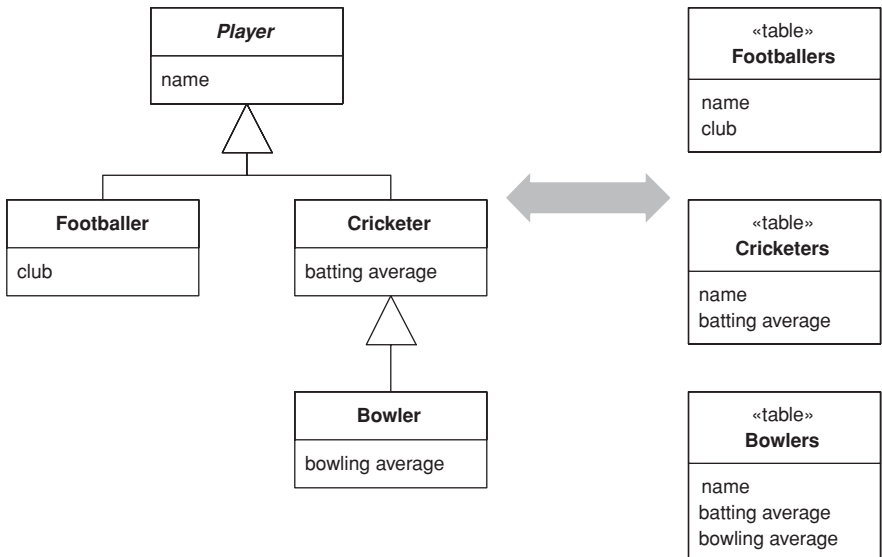 Player
name
Footballer
club
Cricketer
batting average
Bowler
bowling average
«table»
Footballers
name
club
«table»
Cricketers
name
batting average
«table»
Bowlers
name
batting average
bowling average